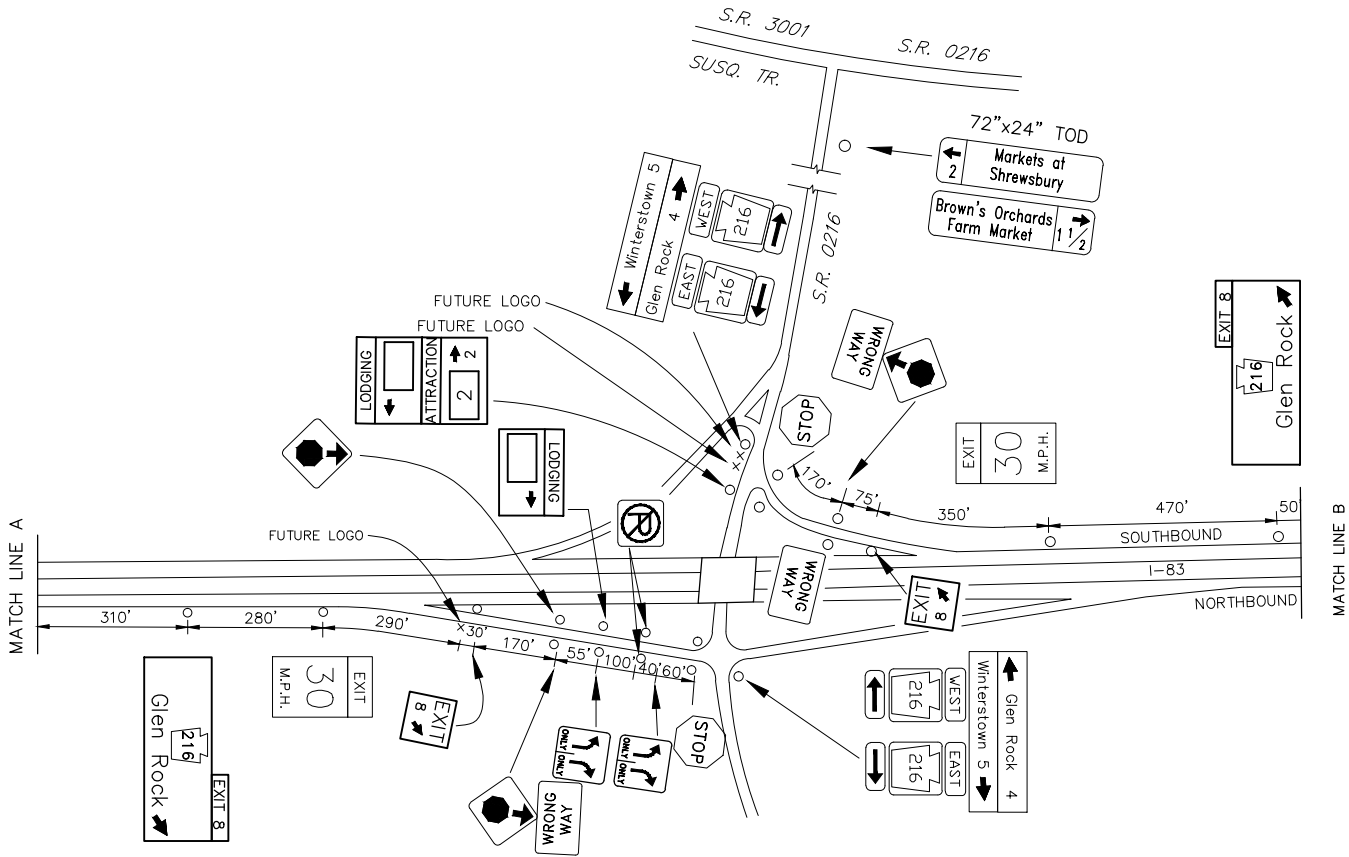 S.R. 3001
S.R. 0216
SUSQ. TR.
72"x24" TOD
2
Markets at
Shrewsbury
Brown's Orchards
Farm Market
1 1/2
S.R. 0216
Winterstown 5
Glen Rock 4
WEST
216
EAST
216
FUTURE LOGO
FUTURE LOGO
LODGING
ATTRACTION
2
2
LODGING
P
WRONG
WAY
STOP
EXIT
30
M.P.H.
EXIT 8
216
Glen Rock
170'
75'
350'
470'
50'
SOUTHBOUND
I-83
NORTHBOUND
MATCH LINE A
MATCH LINE B
FUTURE LOGO
WRONG
WAY
EXIT
8
310'
280'
290'
30'
170'
55'
100'
40'
60'
Glen Rock
216
EXIT 8
EXIT
30
M.P.H.
EXIT
8
ONLY ONLY
ONLY ONLY
STOP
WRONG
WAY
Glen Rock 4
Winterstown 5
WEST
216
EAST
216